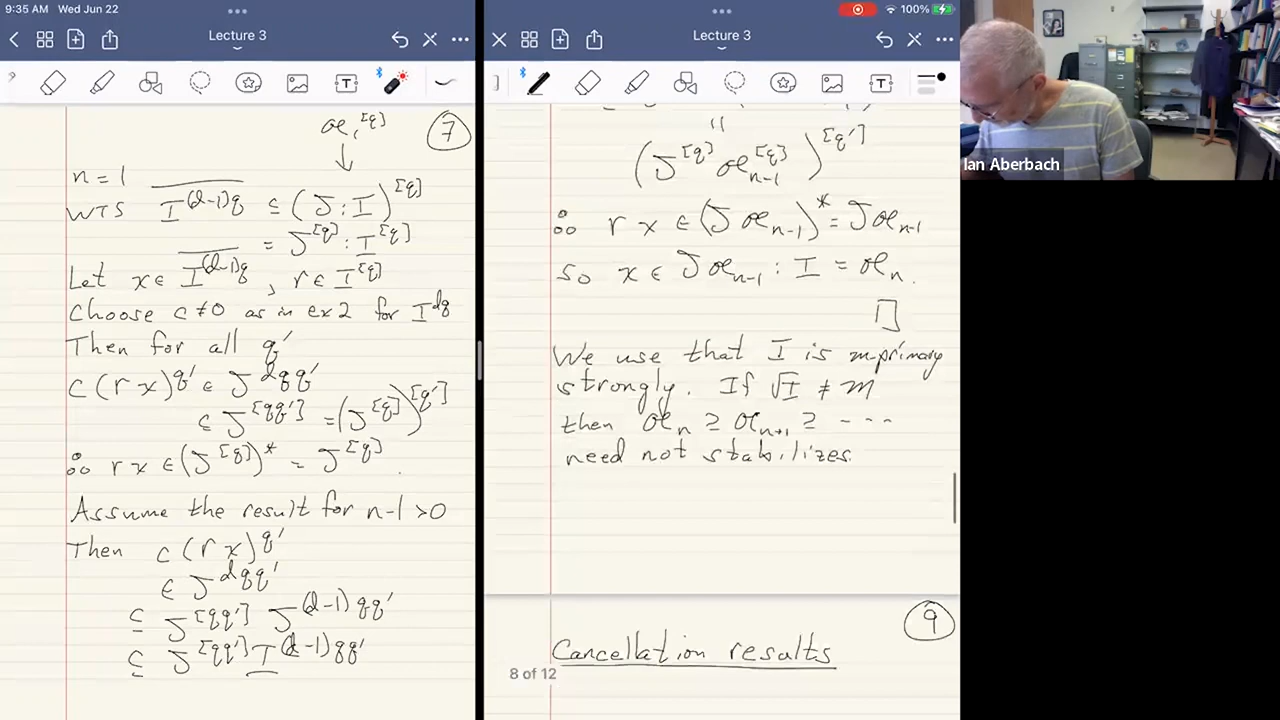 9:35 AM Wed Jun 22
100%
Lecture 3
Lecture 3
Ian Aberbach
𝔞₁^[q] ⑦
↓
n = 1
WTS \overline{I^{(d-1)q}} ⊆ (J : I)^[q]
= J^[q] : I^[q]
Let x ∈ \overline{I^{(d-1)q}}, r ∈ I^[q]
Choose c ≠ 0 as in ex 2 for I^{dq}
Then for all q'
c (r x)^{q'} ∈ J^{dqq'}
⊆ J^{[qq']} = (J^{[q]})^{[q']}
∴ r x ∈ (J^{[q]})^* = J^{[q]}.
Assume the result for n-1 > 0
Then c (r x)^{q'}
∈ J^{dqq'}
⊆ J^{[qq']} J^{(d-1)qq'}
⊆ J^{[qq']} I^{(d-1)qq'}
||
(J^{[q]} 𝔞_{n-1}^{[q]})^{[q']}
∴ r x ∈ (J 𝔞_{n-1})^* = J 𝔞_{n-1}
so x ∈ J 𝔞_{n-1} : I = 𝔞_n.
□
We use that I is m-primary
strongly. If √I ≠ m
then 𝔞_n ⊇ 𝔞_{n+1} ⊇ ----
need not stabilizes.
⑨
Cancellation results
8 of 12